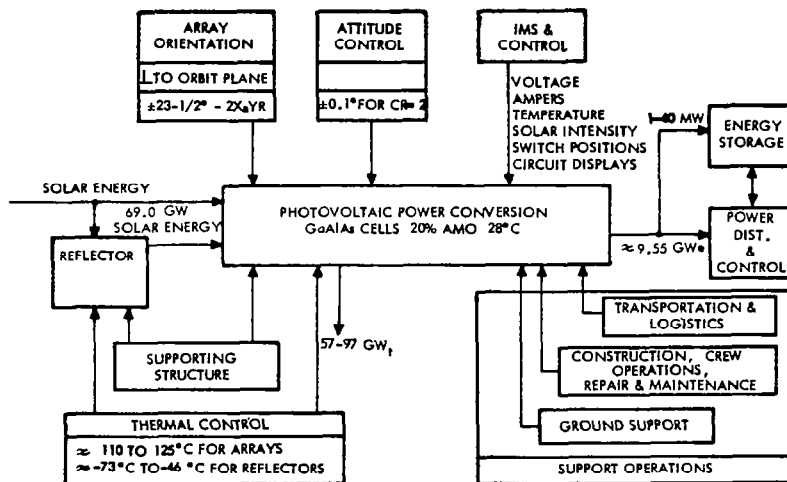 ARRAY
ORIENTATION
⊥TO ORBIT PLANE
±23-1/2° - 2XₐYR
ATTITUDE
CONTROL
±0.1° FOR CR= 2
IMS &
CONTROL
VOLTAGE
AMPERS
TEMPERATURE
SOLAR INTENSITY
SWITCH POSITIONS
CIRCUIT DISPLAYS
1-40 MW
ENERGY
STORAGE
SOLAR ENERGY
69.0 GW
SOLAR ENERGY
REFLECTOR
PHOTOVOLTAIC POWER CONVERSION
GaAlAs CELLS 20% AMO 28°C
≈ 9.55 GWe
POWER
DIST.
&
CONTROL
SUPPORTING
STRUCTURE
57-97 GWt
TRANSPORTATION &
LOGISTICS
CONSTRUCTION, CREW
OPERATIONS,
REPAIR & MAINTENANCE
GROUND SUPPORT
SUPPORT OPERATIONS
THERMAL CONTROL
≈ 110 TO 125°C FOR ARRAYS
≈ -73°C TO -46 °C FOR REFLECTORS